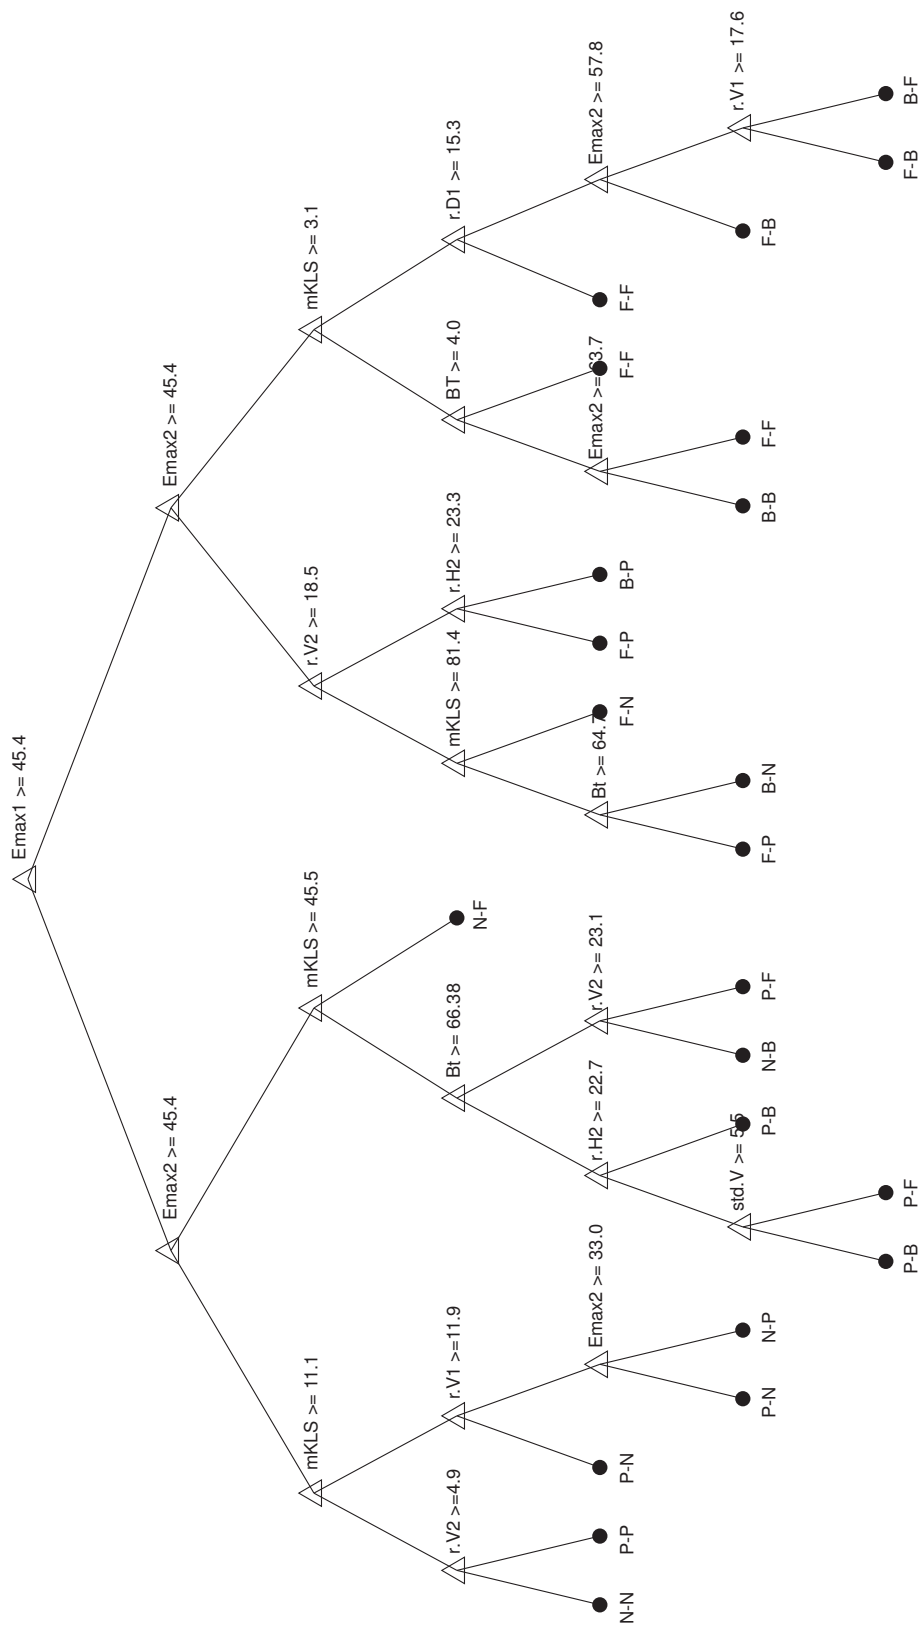 Emax1 >= 45.4
Emax2 >= 45.4
Emax2 >= 45.4
mKLS >= 11.1
mKLS >= 45.5
r.V2 >= 18.5
mKLS >= 3.1
r.V2 >=4.9
r.V1 >=11.9
Bt >= 66.38
mKLS >= 81.4
r.H2 >= 23.3
BT >= 4.0
r.D1 >= 15.3
N-F
Emax2 >= 33.0
r.H2 >= 22.7
r.V2 >= 23.1
Bt >= 64.7
Emax2 >= 63.7
Emax2 >= 57.8
N-N
P-P
P-N
F-N
F-P
B-P
F-F
F-F
std.V >= 5.5
r.V1 >= 17.6
P-N
N-P
P-B
N-B
P-F
F-P
B-N
B-B
F-F
F-B
P-B
P-F
F-B
B-F